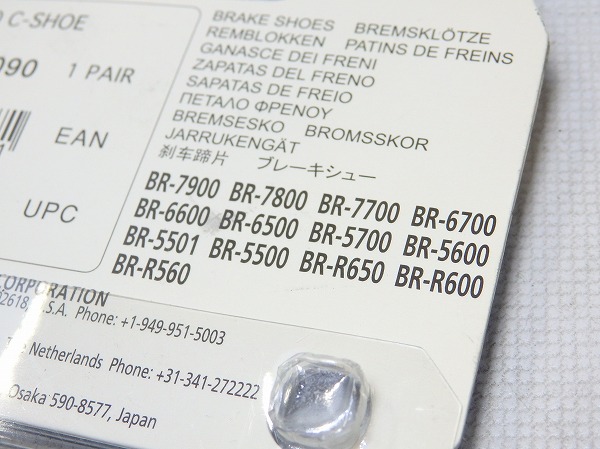 C-SHOE
090 1 PAIR
EAN
UPC
BRAKE SHOES BREMSKLÖTZE
REMBLOKKEN PATINS DE FREINS
GANASCE DEI FRENI
ZAPATAS DEL FRENO
SAPATAS DE FREIO
ΠΕΤΑΛΟ ΦΡΕΝΟΥ
BREMSESKO BROMSSKOR
JARRUKENGÄT
刹车蹄片 ブレーキシュー
BR-7900 BR-7800 BR-7700 BR-6700
BR-6600 BR-6500 BR-5700 BR-5600
BR-5501 BR-5500 BR-R650 BR-R600
BR-R560
CORPORATION
92618, U.S.A. Phone: +1-949-951-5003
The Netherlands Phone: +31-341-272222
Osaka 590-8577, Japan